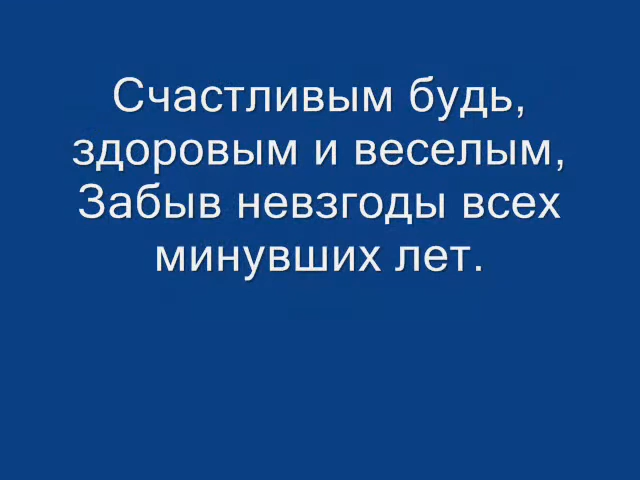 Счастливым будь,
здоровым и веселым,
Забыв невзгоды всех
минувших лет.